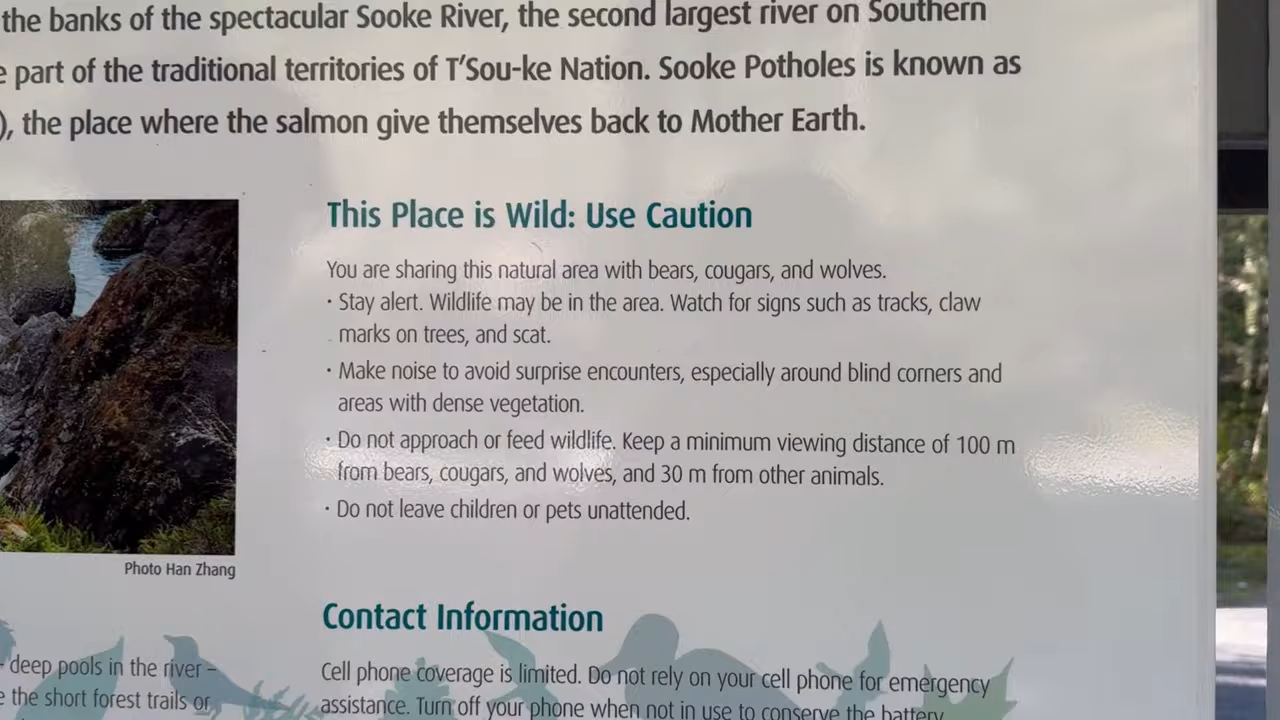 the banks of the spectacular Sooke River, the second largest river on Southern
part of the traditional territories of T'Sou-ke Nation. Sooke Potholes is known as
), the place where the salmon give themselves back to Mother Earth.
This Place is Wild: Use Caution
You are sharing this natural area with bears, cougars, and wolves.
· Stay alert. Wildlife may be in the area. Watch for signs such as tracks, claw
marks on trees, and scat.
· Make noise to avoid surprise encounters, especially around blind corners and
areas with dense vegetation.
· Do not approach or feed wildlife. Keep a minimum viewing distance of 100 m
from bears, cougars, and wolves, and 30 m from other animals.
· Do not leave children or pets unattended.
Photo Han Zhang
– deep pools in the river –
the short forest trails or
Contact Information
Cell phone coverage is limited. Do not rely on your cell phone for emergency
assistance. Turn off your phone when not in use to conserve the battery